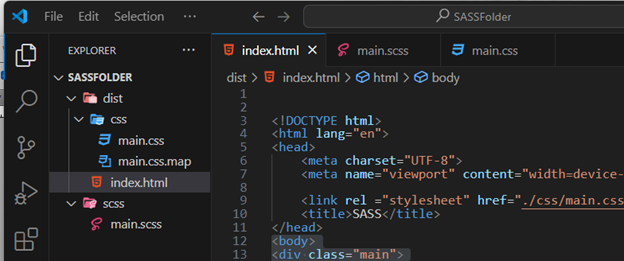 File Edit Selection ... SASSFolder
EXPLORER ...
SASSFOLDER
dist
css
main.css
main.css.map
index.html
scss
main.scss
index.html main.scss main.css
dist > index.html > html > body
1
2
3 <!DOCTYPE html>
4 <html lang="en">
5 <head>
6 <meta charset="UTF-8">
7 <meta name="viewport" content="width=device-
8
9 <link rel ="stylesheet" href="./css/main.css
10 <title>SASS</title>
11 </head>
12 <body>
13 <div class="main">